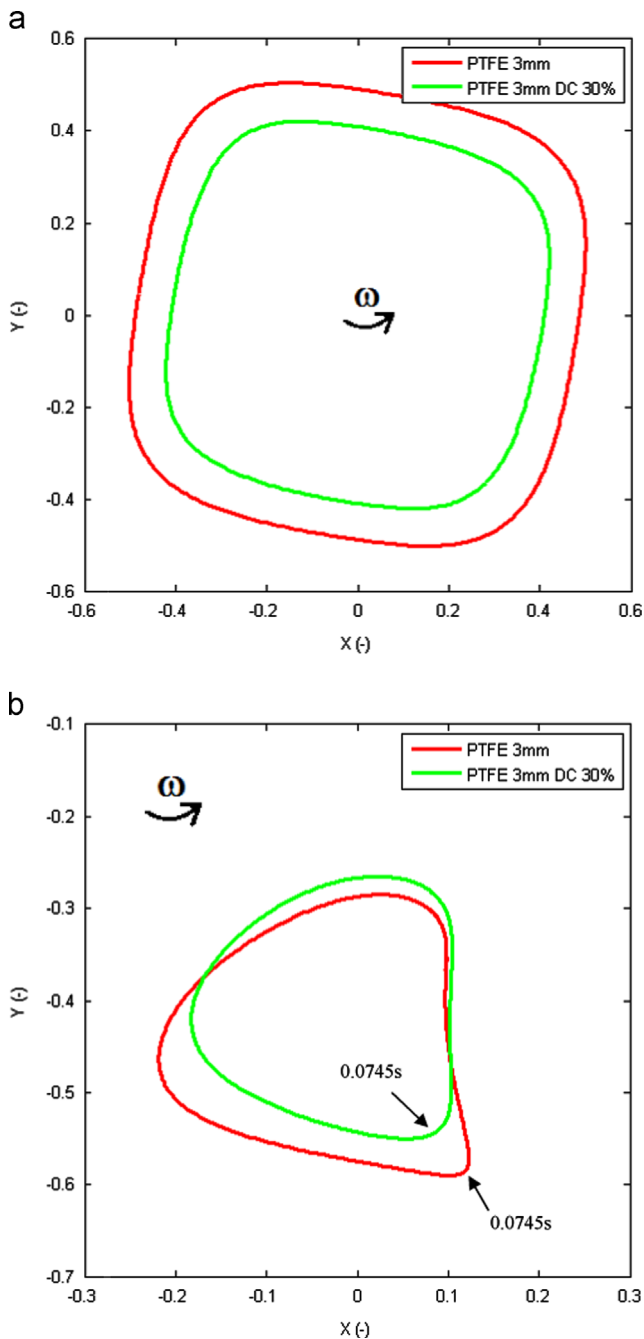 a
0.6
0.4
0.2
0
-0.2
-0.4
-0.6
Y (-)
PTFE 3mm
PTFE 3mm DC 30%
ω
-0.6 -0.4 -0.2 0 0.2 0.4 0.6
X (-)
b
-0.1
-0.2
-0.3
-0.4
-0.5
-0.6
-0.7
Y (-)
PTFE 3mm
PTFE 3mm DC 30%
ω
0.0745s
0.0745s
-0.3 -0.2 -0.1 0 0.1 0.2 0.3
X (-)